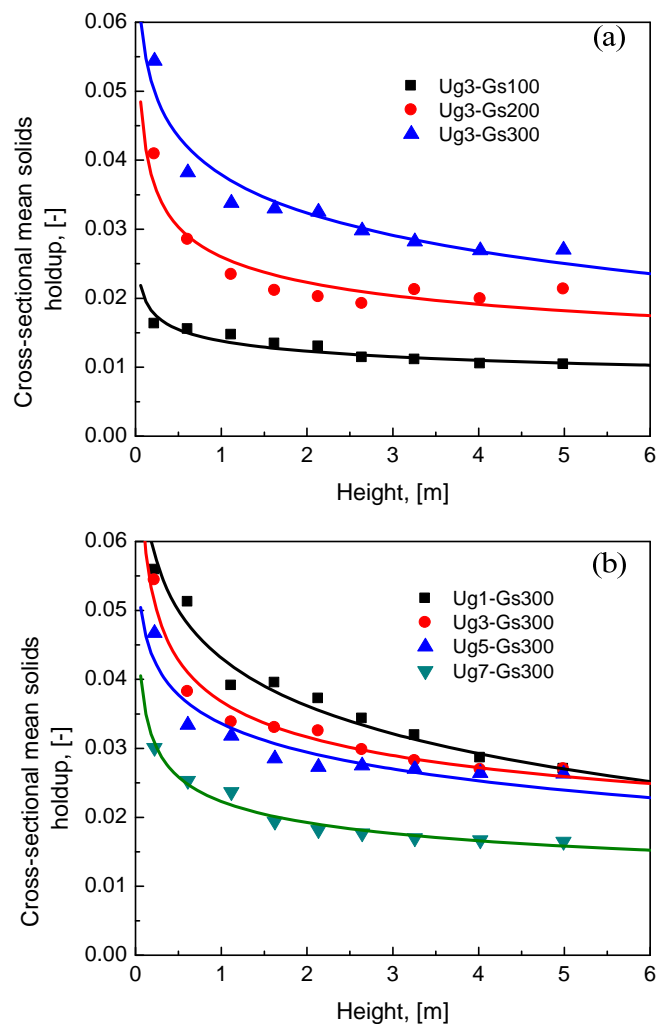 (a)
0.06
0.05
0.04
0.03
0.02
0.01
0.00
Cross-sectional mean solids
holdup, [-]
Ug3-Gs100
Ug3-Gs200
Ug3-Gs300
0 1 2 3 4 5 6
Height, [m]
(b)
0.06
0.05
0.04
0.03
0.02
0.01
0.00
Cross-sectional mean solids
holdup, [-]
Ug1-Gs300
Ug3-Gs300
Ug5-Gs300
Ug7-Gs300
0 1 2 3 4 5 6
Height, [m]